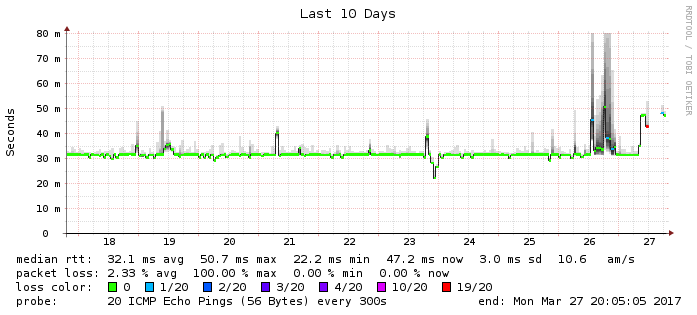 Last 10 Days
RRDTOOL / TOBI OETIKER
Seconds
80 m
70 m
60 m
50 m
40 m
30 m
20 m
10 m
0
18 19 20 21 22 23 24 25 26 27
median rtt: 32.1 ms avg 50.7 ms max 22.2 ms min 47.2 ms now 3.0 ms sd 10.6 am/s
packet loss: 2.33 % avg 100.00 % max 0.00 % min 0.00 % now
loss color: 0 1/20 2/20 3/20 4/20 10/20 19/20
probe: 20 ICMP Echo Pings (56 Bytes) every 300s end: Mon Mar 27 20:05:05 2017